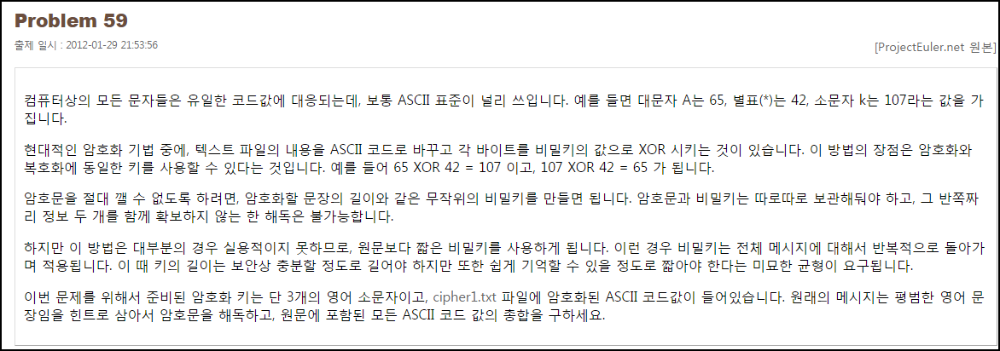 Problem 59
출제 일시 : 2012-01-29 21:53:56
[ProjectEuler.net 원본]
컴퓨터상의 모든 문자들은 유일한 코드값에 대응되는데, 보통 ASCII 표준이 널리 쓰입니다. 예를 들면 대문자 A는 65, 별표(*)는 42, 소문자 k는 107라는 값을 가
집니다.
현대적인 암호화 기법 중에, 텍스트 파일의 내용을 ASCII 코드로 바꾸고 각 바이트를 비밀키의 값으로 XOR 시키는 것이 있습니다. 이 방법의 장점은 암호화와
복호화에 동일한 키를 사용할 수 있다는 것입니다. 예를 들어 65 XOR 42 = 107 이고, 107 XOR 42 = 65 가 됩니다.
암호문을 절대 깰 수 없도록 하려면, 암호화할 문장의 길이와 같은 무작위의 비밀키를 만들면 됩니다. 암호문과 비밀키는 따로따로 보관해둬야 하고, 그 반쪽짜
리 정보 두 개를 함께 확보하지 않는 한 해독은 불가능합니다.
하지만 이 방법은 대부분의 경우 실용적이지 못하므로, 원문보다 짧은 비밀키를 사용하게 됩니다. 이런 경우 비밀키는 전체 메시지에 대해서 반복적으로 돌아가
며 적용됩니다. 이 때 키의 길이는 보안상 충분할 정도로 길어야 하지만 또한 쉽게 기억할 수 있을 정도로 짧아야 한다는 미묘한 균형이 요구됩니다.
이번 문제를 위해서 준비된 암호화 키는 단 3개의 영어 소문자이고, cipher1.txt 파일에 암호화된 ASCII 코드값이 들어있습니다. 원래의 메시지는 평범한 영어 문
장임을 힌트로 삼아서 암호문을 해독하고, 원문에 포함된 모든 ASCII 코드 값의 총합을 구하세요.